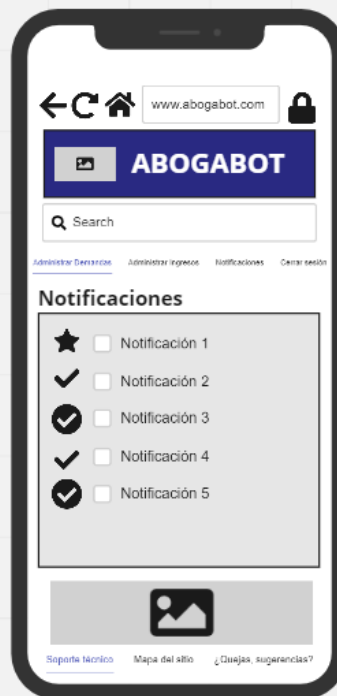 www.abogabot.com
ABOGABOT
Search
Administrar Demandas Administrar Ingresos Notificaciones Cerrar sesión
Notificaciones
Notificación 1
Notificación 2
Notificación 3
Notificación 4
Notificación 5
Soporte técnico Mapa del sitio ¿Quejas, sugerencias?